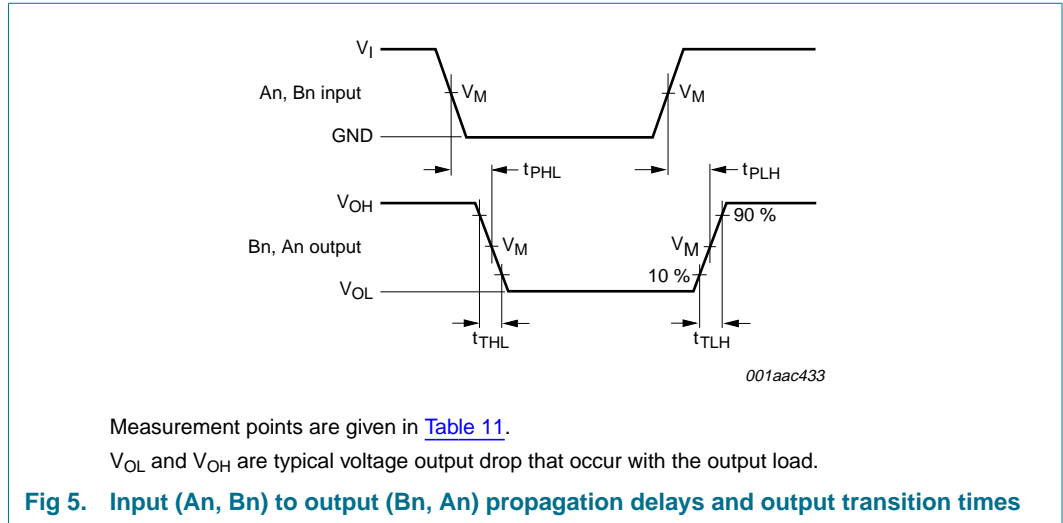 VI
An, Bn input
VM
VM
GND
tPHL
tPLH
VOH
90 %
Bn, An output
VM
VM
10 %
VOL
tTHL
tTLH
001aac433
Measurement points are given in Table 11.
VOL and VOH are typical voltage output drop that occur with the output load.
Fig 5. Input (An, Bn) to output (Bn, An) propagation delays and output transition times